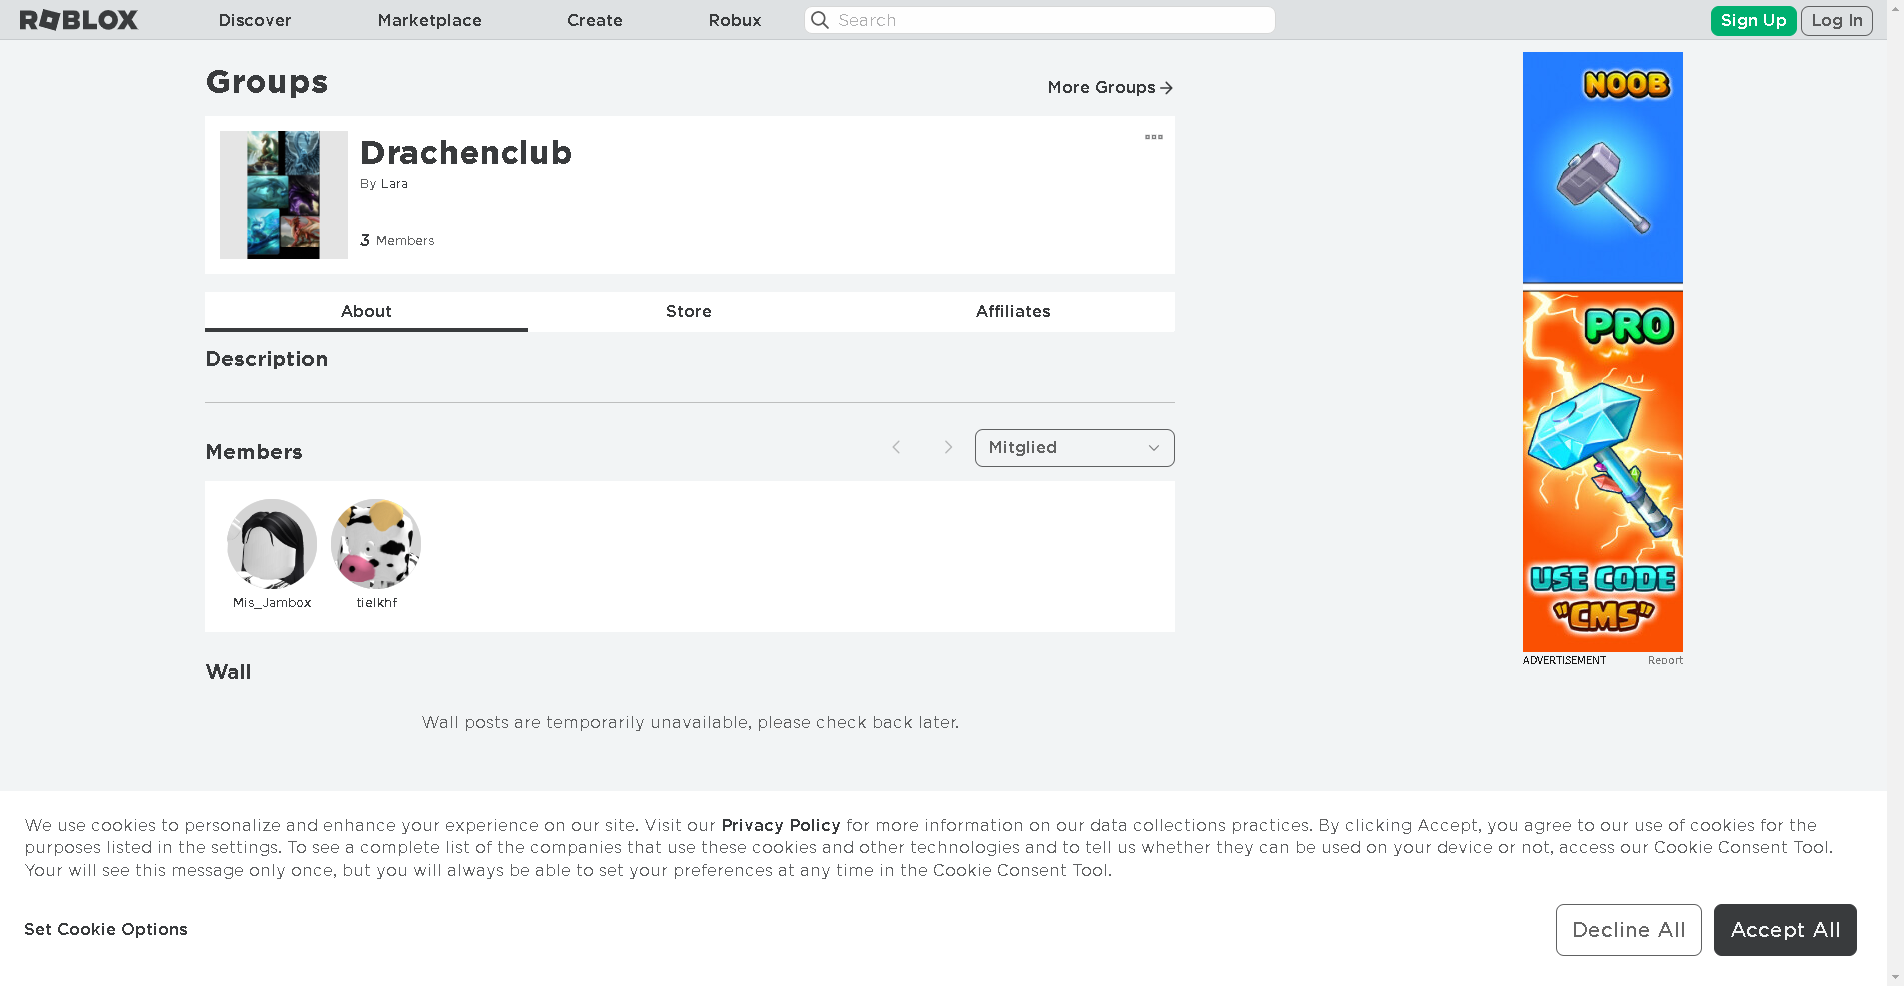 ROBLOX
Discover
Marketplace
Create
Robux
Search
Sign Up
Log In
Groups
More Groups
Drachenclub
By Lara
3 Members
About
Store
Affiliates
Description
Members
Mitglied
Mis_Jambox
tielkhf
Wall
Wall posts are temporarily unavailable, please check back later.
NOOB
PRO
USE CODE
"CMS"
ADVERTISEMENT
Report
We use cookies to personalize and enhance your experience on our site. Visit our Privacy Policy for more information on our data collections practices. By clicking Accept, you agree to our use of cookies for the
purposes listed in the settings. To see a complete list of the companies that use these cookies and other technologies and to tell us whether they can be used on your device or not, access our Cookie Consent Tool.
Your will see this message only once, but you will always be able to set your preferences at any time in the Cookie Consent Tool.
Set Cookie Options
Decline All
Accept All